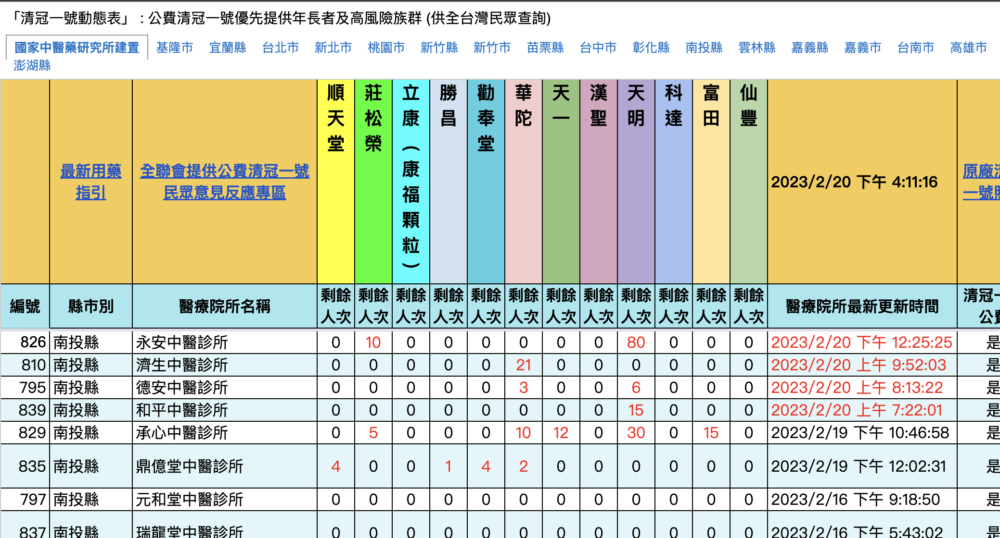 「清冠一號動態表」 : 公費清冠一號優先提供年長者及高風險族群 (供全台灣民眾查詢)
國家中醫藥研究所建置 基隆市 宜蘭縣 台北市 新北市 桃園市 新竹縣 新竹市 苗栗縣 台中市 彰化縣 南投縣 雲林縣 嘉義縣 嘉義市 台南市 高雄市
澎湖縣
最新用藥
指引
全聯會提供公費清冠一號
民眾意見反應專區
順天堂
莊松榮
立康（康福顆粒）
勝昌
勸奉堂
華陀
天一
漢聖
天明
科達
富田
仙豐
2023/2/20 下午 4:11:16
原廠
一號
編號 縣市別 醫療院所名稱 剩餘人次 剩餘人次 剩餘人次 剩餘人次 剩餘人次 剩餘人次 剩餘人次 剩餘人次 剩餘人次 剩餘人次 剩餘人次 剩餘人次 醫療院所最新更新時間 清冠一
公費
826 南投縣 永安中醫診所 0 10 0 0 0 0 0 0 80 0 0 0 2023/2/20 下午 12:25:25 是
810 南投縣 濟生中醫診所 0 0 0 0 0 21 0 0 0 0 0 0 2023/2/20 上午 9:52:03 是
795 南投縣 德安中醫診所 0 0 0 0 0 3 0 0 6 0 0 0 2023/2/20 上午 8:13:22 是
839 南投縣 和平中醫診所 0 0 0 0 0 0 0 0 15 0 0 0 2023/2/20 上午 7:22:01 是
829 南投縣 承心中醫診所 0 5 0 0 0 10 12 0 30 0 15 0 2023/2/19 下午 10:46:58 是
835 南投縣 鼎億堂中醫診所 4 0 0 1 4 2 0 0 0 0 0 0 2023/2/19 下午 12:02:31 是
797 南投縣 元和堂中醫診所 0 0 0 0 0 0 0 0 0 0 0 0 2023/2/16 下午 9:18:50 是
837 南投縣 瑞龍堂中醫診所 0 0 0 0 0 0 0 0 0 0 0 0 2023/2/16 下午 5:43:02 是